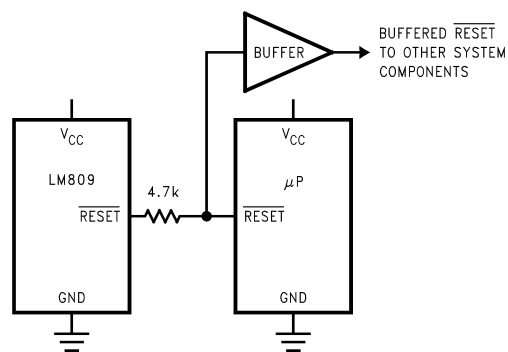 BUFFERED RESET
TO OTHER SYSTEM
COMPONENTS
BUFFER
VCC
LM809
RESET
GND
4.7k
VCC
μP
RESET
GND